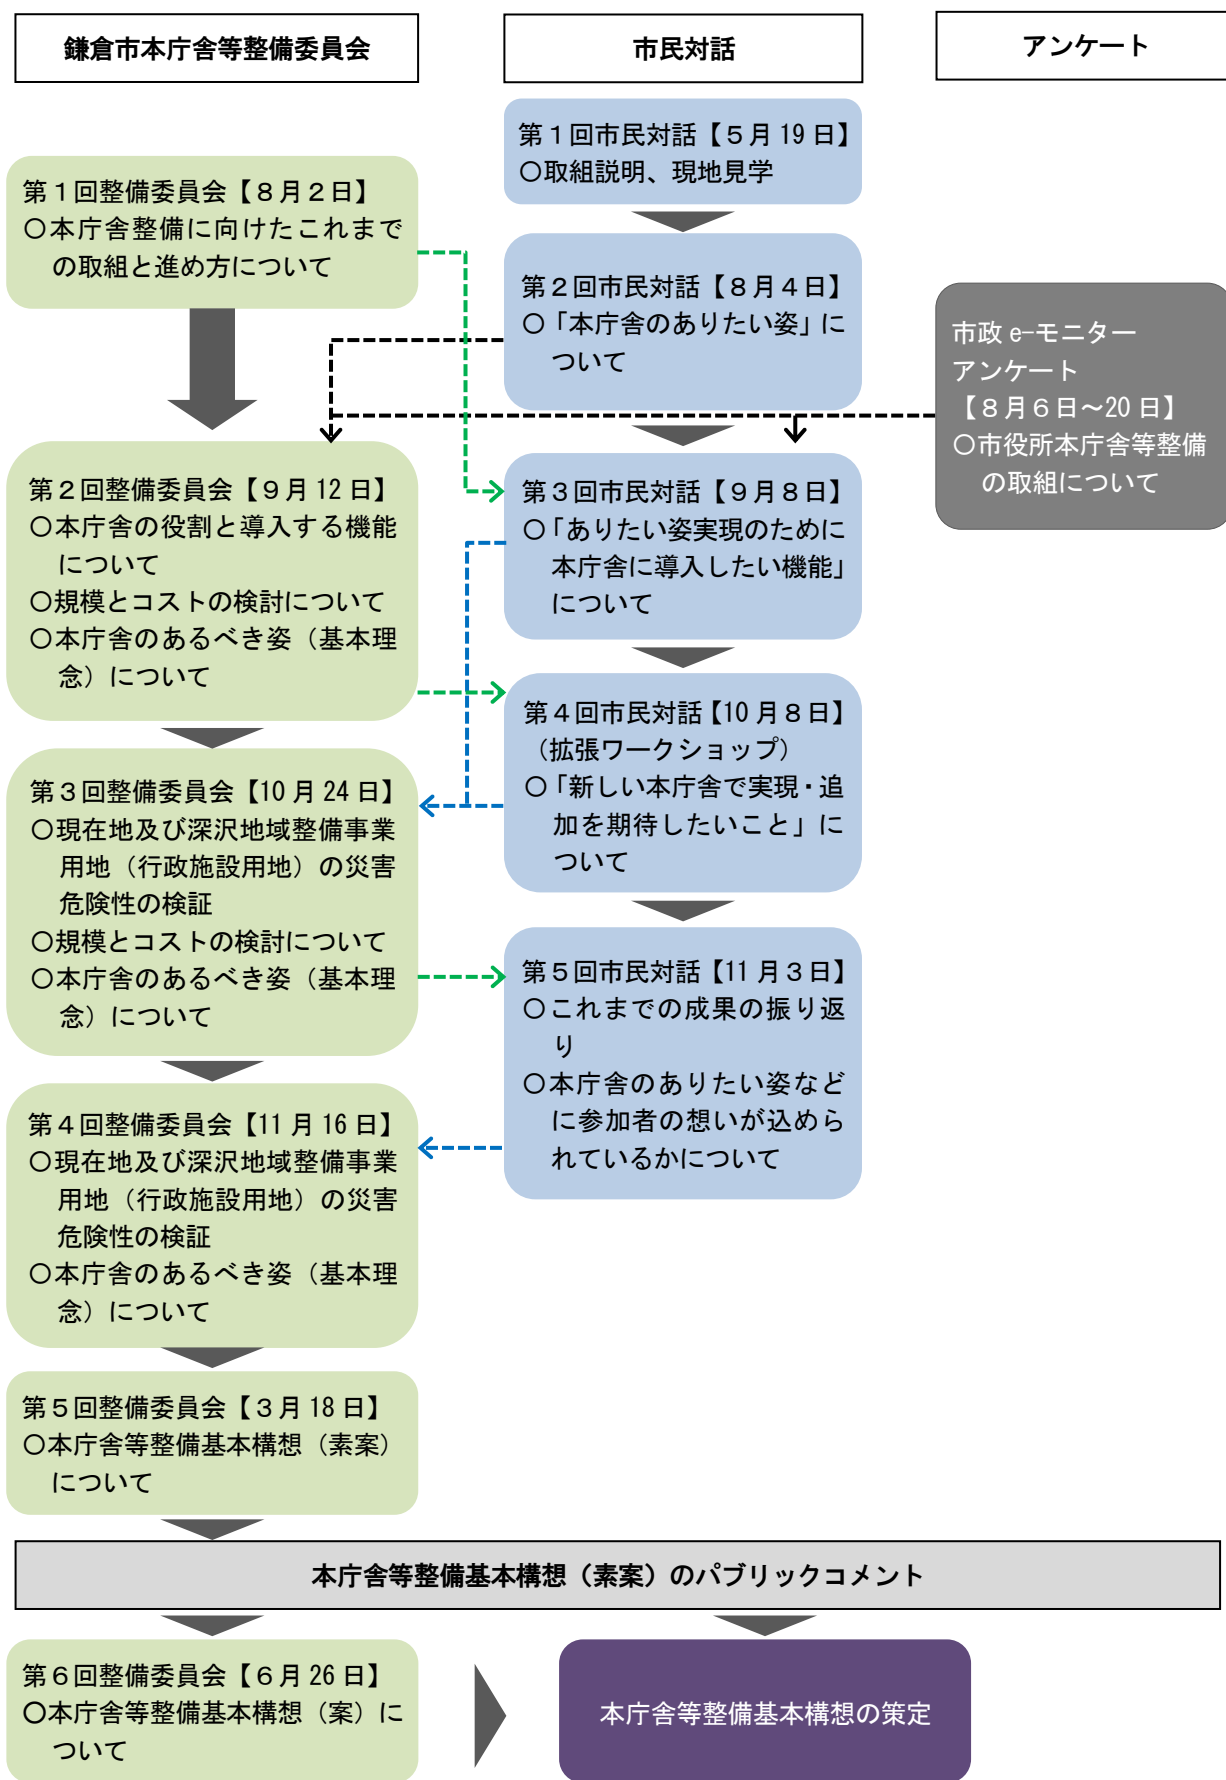 鎌倉市本庁舎等整備委員会
市民対話
アンケート
第１回市民対話【５月 19 日】
〇取組説明、現地見学
第１回整備委員会【８月２日】
〇本庁舎整備に向けたこれまで
の取組と進め方について
第２回市民対話【８月４日】
〇「本庁舎のありたい姿」に
ついて
市政 e-モニター
アンケート
【８月６日～20 日】
〇市役所本庁舎等整備
の取組について
第２回整備委員会【９月 12 日】
〇本庁舎の役割と導入する機能
について
〇規模とコストの検討について
〇本庁舎のあるべき姿（基本理
念）について
第３回市民対話【９月８日】
〇「ありたい姿実現のために
本庁舎に導入したい機能」
について
第４回市民対話【10 月８日】
（拡張ワークショップ）
〇「新しい本庁舎で実現・追
加を期待したいこと」に
ついて
第３回整備委員会【10 月 24 日】
〇現在地及び深沢地域整備事業
用地（行政施設用地）の災害
危険性の検証
〇規模とコストの検討について
〇本庁舎のあるべき姿（基本理
念）について
第５回市民対話【11 月３日】
〇これまでの成果の振り返
り
〇本庁舎のありたい姿など
に参加者の想いが込めら
れているかについて
第４回整備委員会【11 月 16 日】
〇現在地及び深沢地域整備事業
用地（行政施設用地）の災害
危険性の検証
〇本庁舎のあるべき姿（基本理
念）について
第５回整備委員会【３月 18 日】
〇本庁舎等整備基本構想（素案）
について
本庁舎等整備基本構想（素案）のパブリックコメント
第６回整備委員会【６月 26 日】
〇本庁舎等整備基本構想（案）に
ついて
本庁舎等整備基本構想の策定